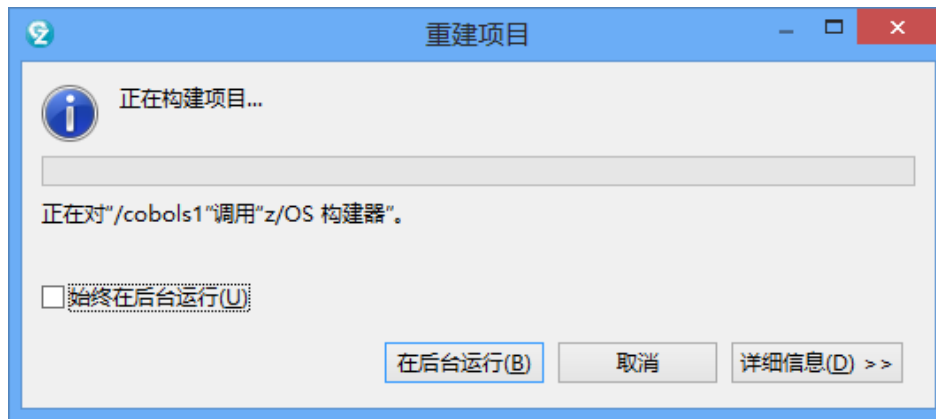 重建项目
正在构建项目...
正在对"/cobols1"调用"z/OS 构建器"。
始终在后台运行(U)
在后台运行(B) 取消 详细信息(D) >>